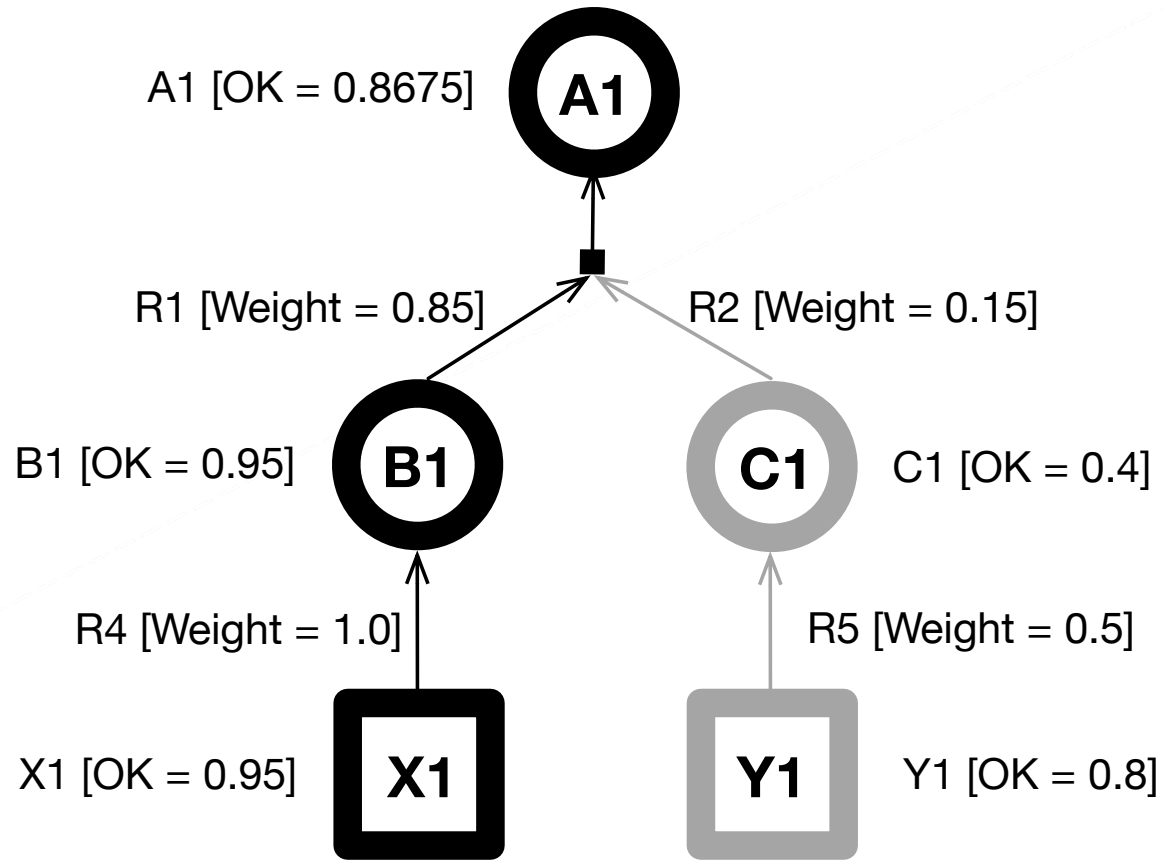 A1 [OK = 0.8675]
A1
R1 [Weight = 0.85]
R2 [Weight = 0.15]
B1 [OK = 0.95]
B1
C1
C1 [OK = 0.4]
R4 [Weight = 1.0]
R5 [Weight = 0.5]
X1 [OK = 0.95]
X1
Y1
Y1 [OK = 0.8]